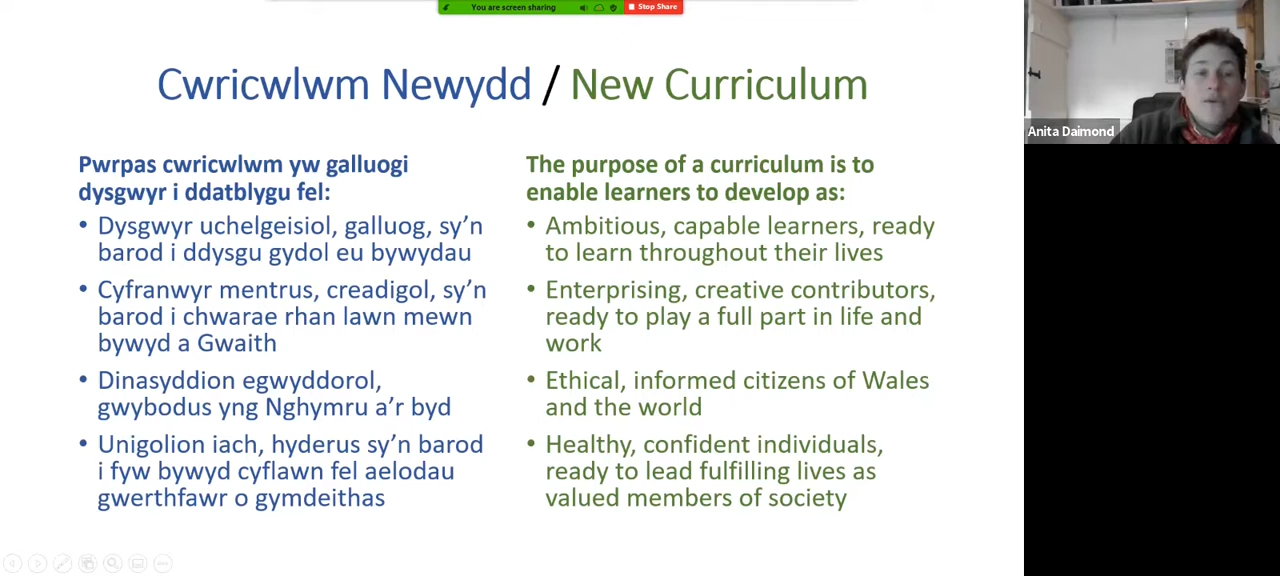 You are screen sharing
Stop Share
Cwricwlwm Newydd / New Curriculum
Pwrpas cwricwlwm yw galluogi
dysgwyr i ddatblygu fel:
• Dysgwyr uchelgeisiol, galluog, sy’n
barod i ddysgu gydol eu bywydau
• Cyfranwyr mentrus, creadigol, sy’n
barod i chwarae rhan lawn mewn
bywyd a Gwaith
• Dinasyddion egwyddorol,
gwybodus yng Nghymru a’r byd
• Unigolion iach, hyderus sy’n barod
i fyw bywyd cyflawn fel aelodau
gwerthfawr o gymdeithas
The purpose of a curriculum is to
enable learners to develop as:
• Ambitious, capable learners, ready
to learn throughout their lives
• Enterprising, creative contributors,
ready to play a full part in life and
work
• Ethical, informed citizens of Wales
and the world
• Healthy, confident individuals,
ready to lead fulfilling lives as
valued members of society
Anita Daimond